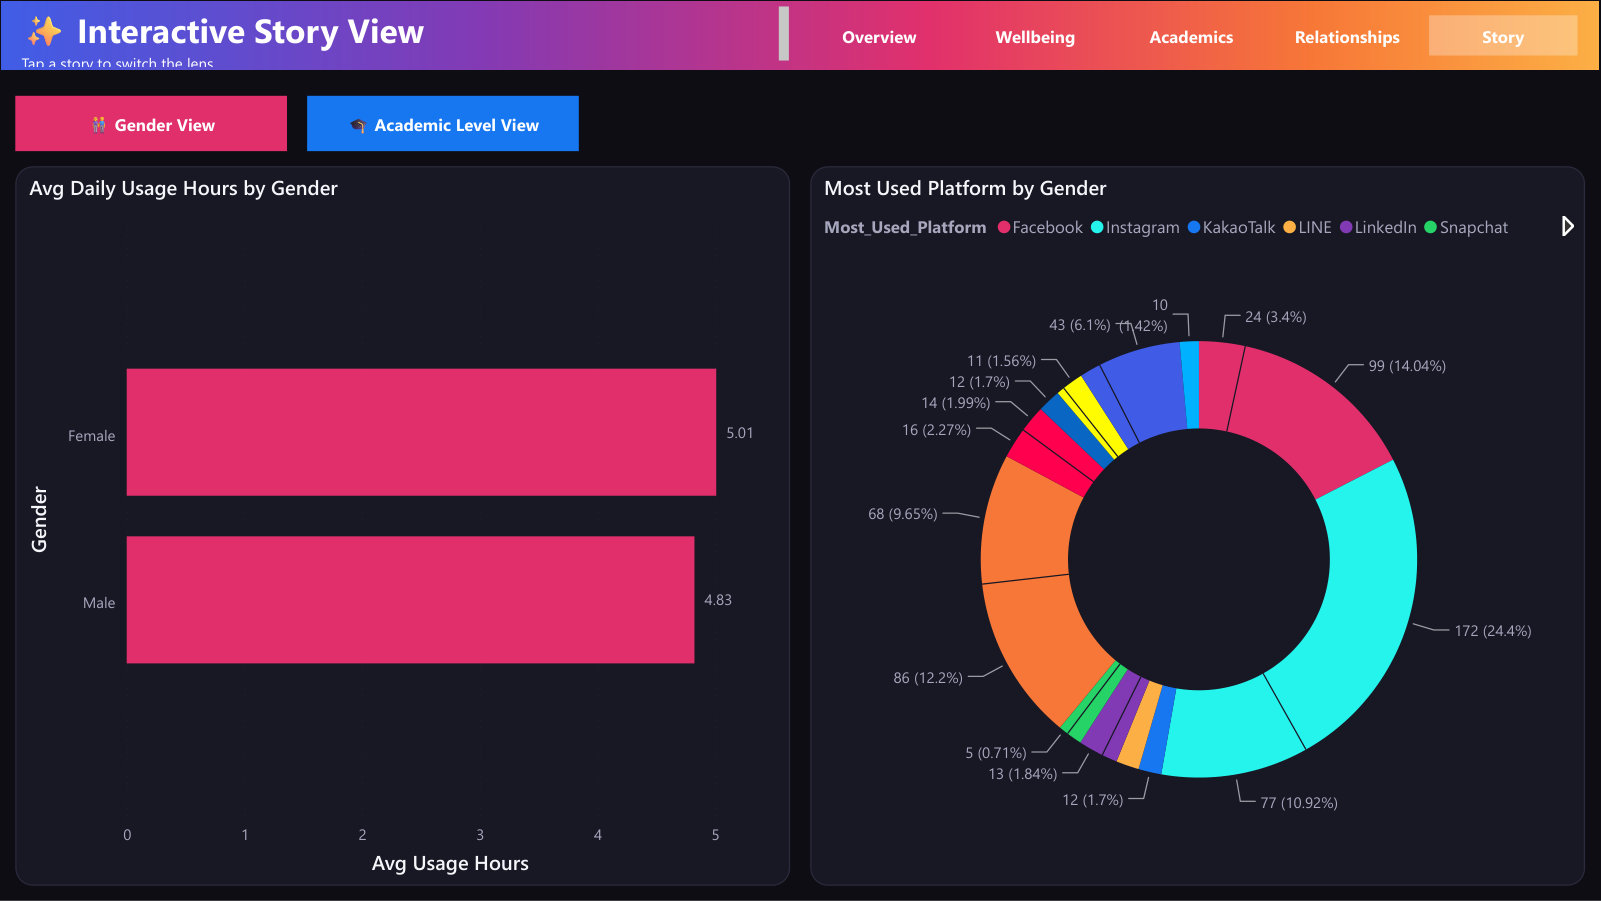 ✨ Interactive Story View
Tap a story to switch the lens
Overview
Wellbeing
Academics
Relationships
Story
Gender View
Academic Level View
Avg Daily Usage Hours by Gender
Gender
Female
5.01
Male
4.83
0 1 2 3 4 5
Avg Usage Hours
Most Used Platform by Gender
Most_Used_Platform Facebook Instagram KakaoTalk LINE LinkedIn Snapchat
24 (3.4%)
99 (14.04%)
172 (24.4%)
77 (10.92%)
12 (1.7%)
13 (1.84%)
5 (0.71%)
86 (12.2%)
68 (9.65%)
16 (2.27%)
14 (1.99%)
12 (1.7%)
11 (1.56%)
43 (6.1%)
10
(1.42%)